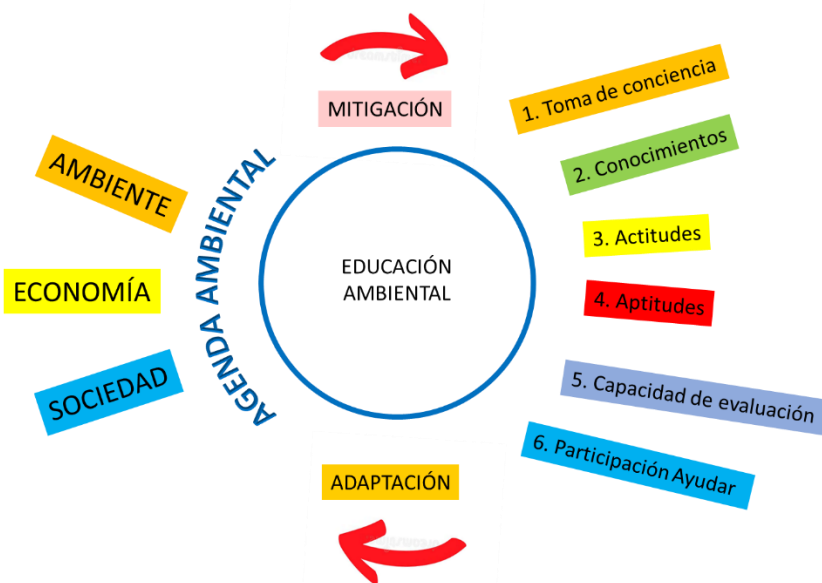 MITIGACIÓN
AMBIENTE
ECONOMÍA
SOCIEDAD
AGENDA AMBIENTAL
EDUCACIÓN
AMBIENTAL
ADAPTACIÓN
1. Toma de conciencia
2. Conocimientos
3. Actitudes
4. Aptitudes
5. Capacidad de evaluación
6. Participación Ayudar